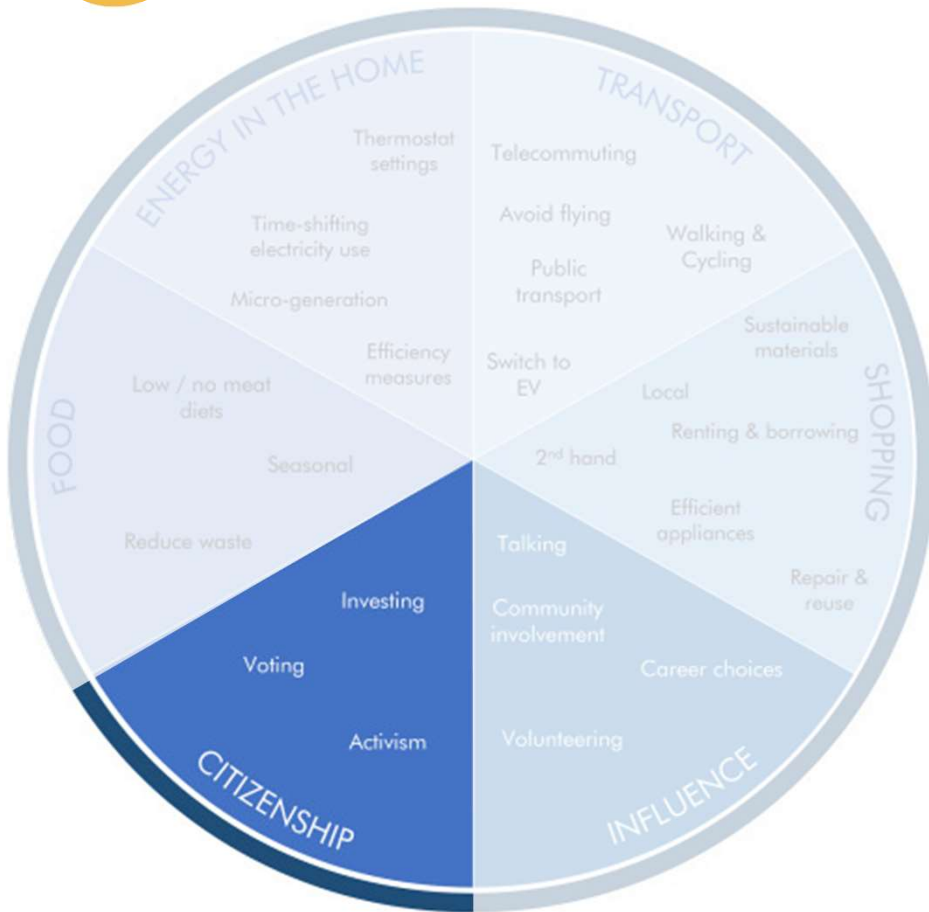 ENERGY IN THE HOME
Thermostat
settings
Time-shifting
electricity use
Micro-generation
Efficiency
measures
TRANSPORT
Telecommuting
Avoid flying
Walking &
Cycling
Public
transport
Switch to
EV
SHOPPING
Sustainable
materials
Local
Renting & borrowing
2nd hand
Efficient
appliances
Repair &
reuse
INFLUENCE
Talking
Community
involvement
Career choices
Volunteering
CITIZENSHIP
Investing
Voting
Activism
FOOD
Low / no meat
diets
Seasonal
Reduce waste